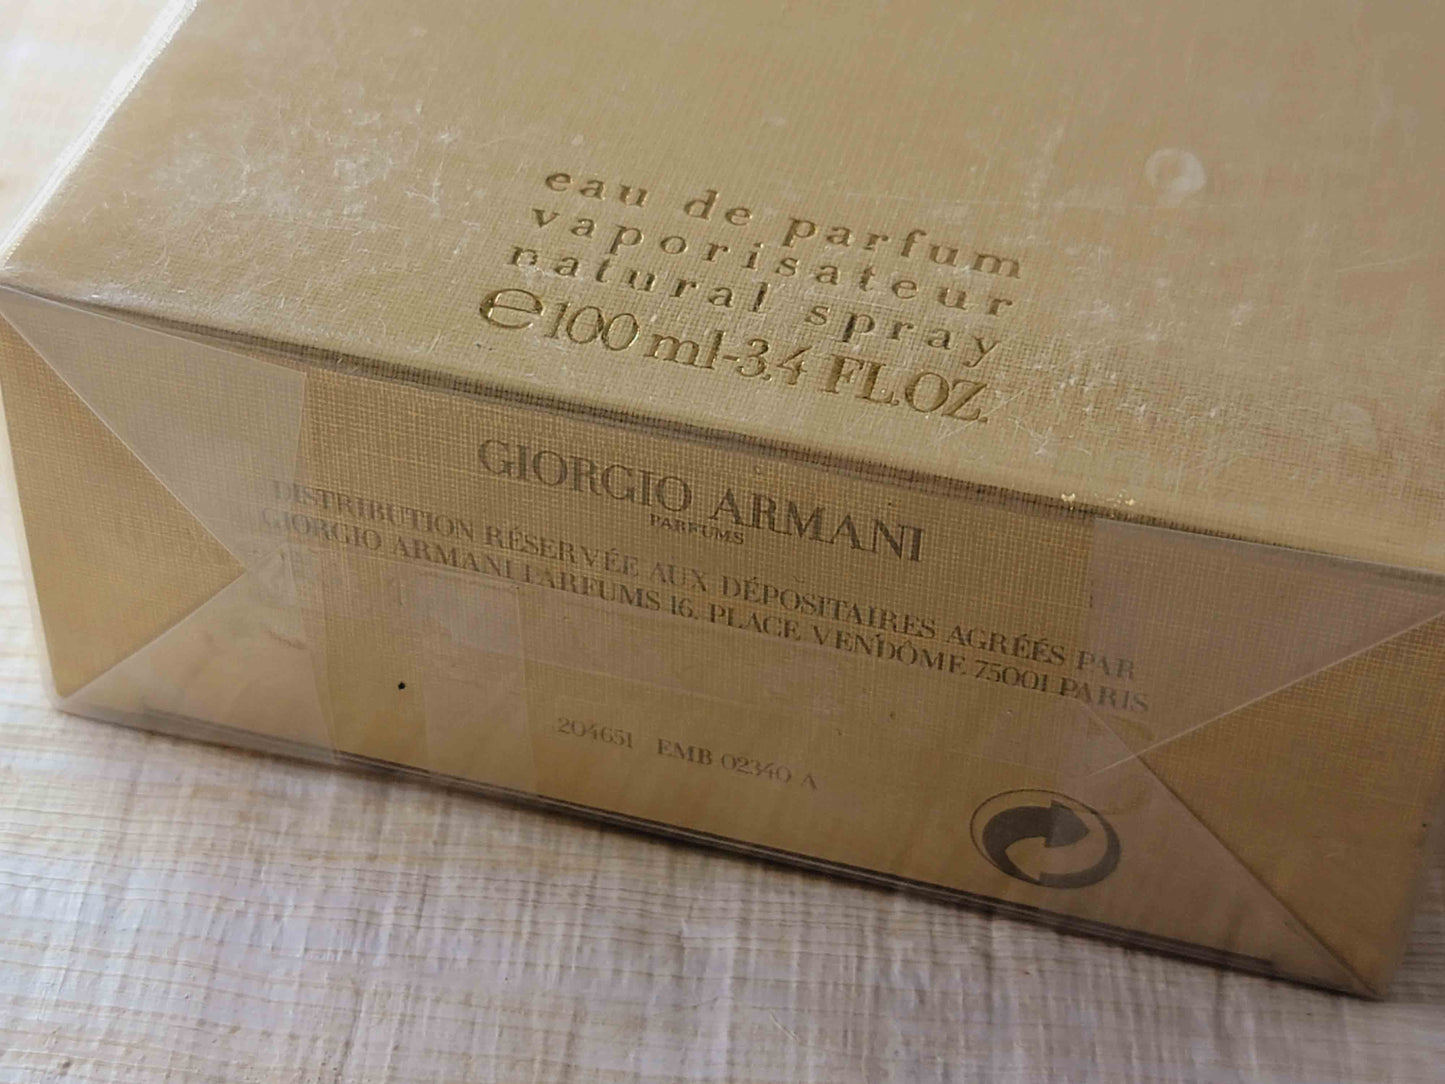 eau de parfum
vaporisateur
natural spray
℮100 ml-3.4 FL.OZ.
GIORGIO ARMANI
PARFUMS
DISTRIBUTION RÉSERVÉE AUX DÉPOSITAIRES AGRÉÉS PAR
GIORGIO ARMANI PARFUMS 16, PLACE VENDÔME 75001 PARIS
204651 EMB 02340 A